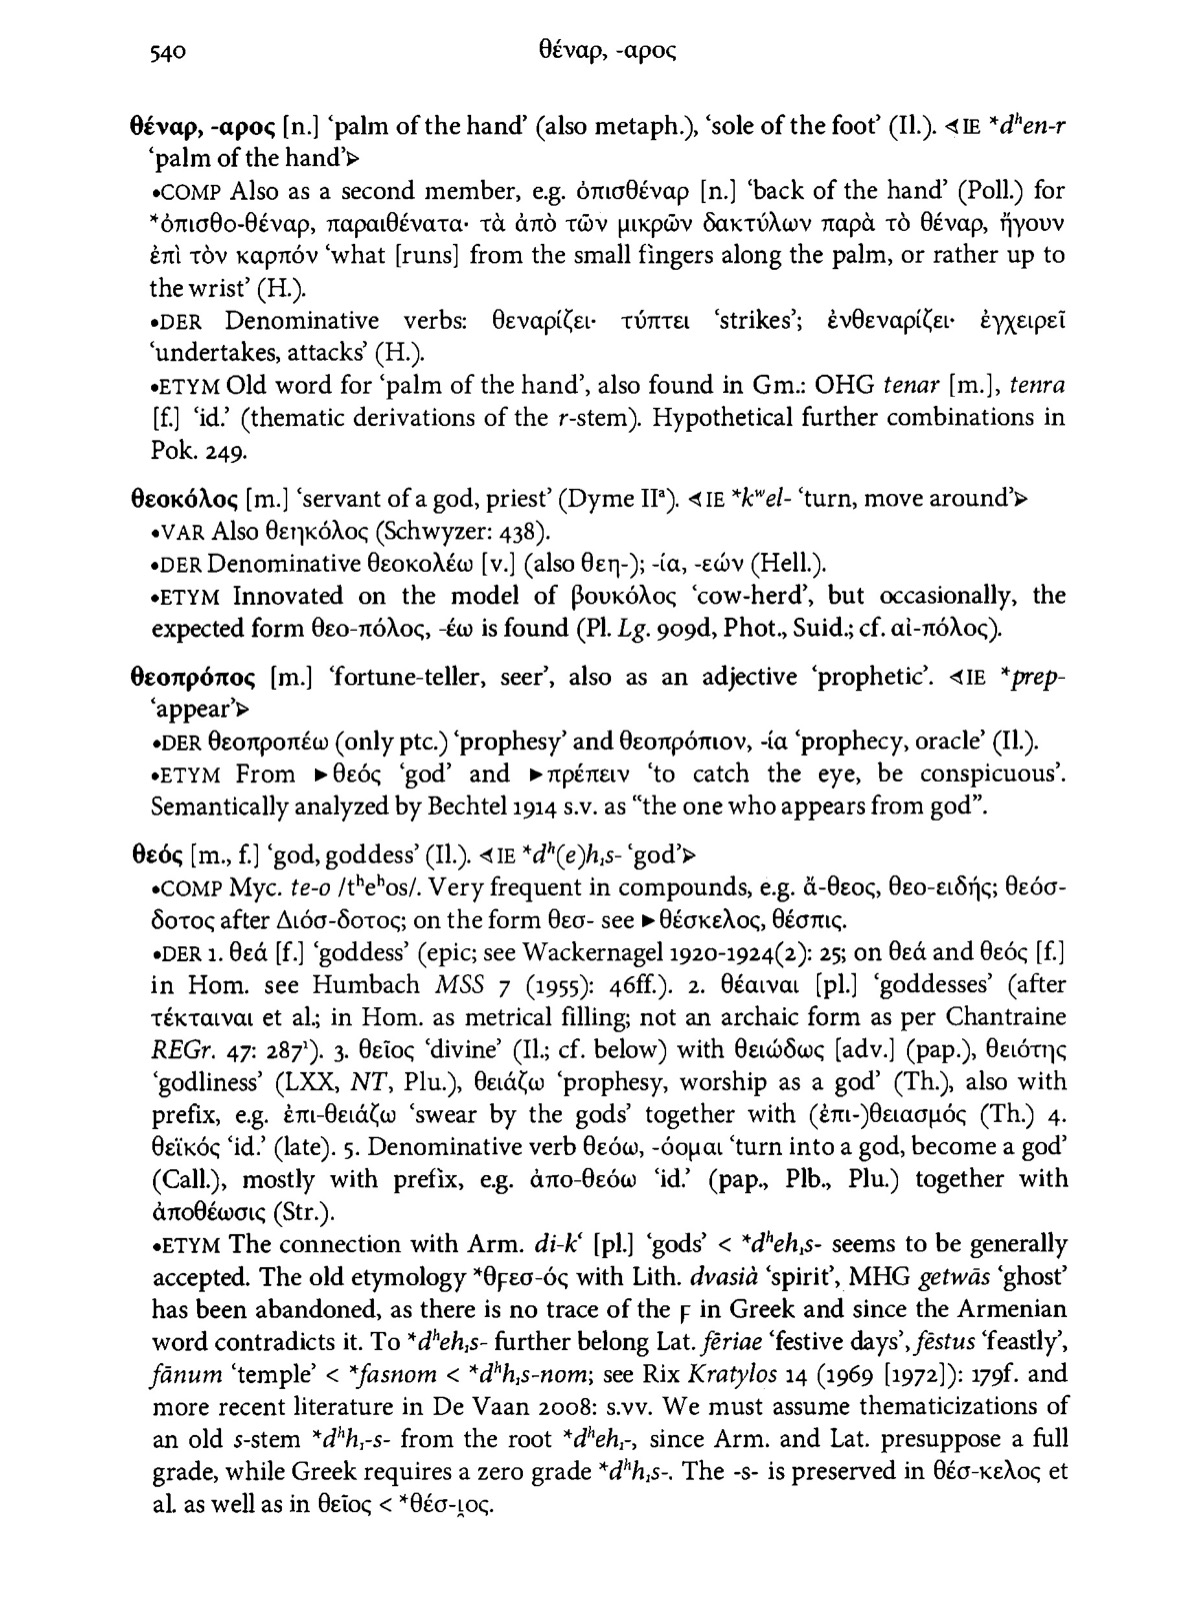 540
θέναρ, -αρος
θέναρ, -αρος [n.] ‘palm of the hand’ (also metaph.), ‘sole of the foot’ (Il.). ⋖IE *dʰen-r
‘palm of the hand’⋗
•COMP Also as a second member, e.g. ὀπισθέναρ [n.] ‘back of the hand’ (Poll.) for
*ὀπισθο-θέναρ, παραιθένατα· τὰ ἀπὸ τῶν μικρῶν δακτύλων παρὰ τὸ θέναρ, ἤγουν
ἐπὶ τὸν καρπόν ‘what [runs] from the small fingers along the palm, or rather up to
the wrist’ (H.).
•DER Denominative verbs: θεναρίζει· τύπτει ‘strikes’; ἐνθεναρίζει· ἐγχειρεῖ
‘undertakes, attacks’ (H.).
•ETYM Old word for ‘palm of the hand’, also found in Gm.: OHG tenar [m.], tenra
[f.] ‘id.’ (thematic derivations of the r-stem). Hypothetical further combinations in
Pok. 249.
θεοκόλος [m.] ‘servant of a god, priest’ (Dyme IIª). ⋖IE *kʷel- ‘turn, move around’⋗
•VAR Also θεηκόλος (Schwyzer: 438).
•DER Denominative θεοκολέω [v.] (also θεη-); -ία, -εών (Hell.).
•ETYM Innovated on the model of βουκόλος ‘cow-herd’, but occasionally, the
expected form θεο-πόλος, -έω is found (Pl. Lg. 909d, Phot., Suid.; cf. αἰ-πόλος).
θεοπρόπος [m.] ‘fortune-teller, seer’, also as an adjective ‘prophetic’. ⋖IE *prep-
‘appear’⋗
•DER θεοπροπέω (only ptc.) ‘prophesy’ and θεοπρόπιον, -ία ‘prophecy, oracle’ (Il.).
•ETYM From ►θεός ‘god’ and ►πρέπειν ‘to catch the eye, be conspicuous’.
Semantically analyzed by Bechtel 1914 s.v. as “the one who appears from god”.
θεός [m., f.] ‘god, goddess’ (Il.). ⋖IE *dʰ(e)h₁s- ‘god’⋗
•COMP Myc. te-o /tʰeʰos/. Very frequent in compounds, e.g. ἄ-θεος, θεο-ειδής; θεόσ-
δοτος after Διόσ-δοτος; on the form θεσ- see ►θέσκελος, θέσπις.
•DER 1. θεά [f.] ‘goddess’ (epic; see Wackernagel 1920-1924(2): 25; on θεά and θεός [f.]
in Hom. see Humbach MSS 7 (1955): 46ff.). 2. θέαιναι [pl.] ‘goddesses’ (after
τέκταιναι et al.; in Hom. as metrical filling; not an archaic form as per Chantraine
REGr. 47: 287¹). 3. θεῖος ‘divine’ (Il.; cf. below) with θειώδως [adv.] (pap.), θειότης
‘godliness’ (LXX, NT, Plu.), θειάζω ‘prophesy, worship as a god’ (Th.), also with
prefix, e.g. ἐπι-θειάζω ‘swear by the gods’ together with (ἐπι-)θειασμός (Th.) 4.
θεϊκός ‘id.’ (late). 5. Denominative verb θεόω, -όομαι ‘turn into a god, become a god’
(Call.), mostly with prefix, e.g. ἀπο-θεόω ‘id.’ (pap., Plb., Plu.) together with
ἀποθέωσις (Str.).
•ETYM The connection with Arm. di-kʻ [pl.] ‘gods’ < *dʰeh₁s- seems to be generally
accepted. The old etymology *θϝεσ-ός with Lith. dvasià ‘spirit’, MHG getwās ‘ghost’
has been abandoned, as there is no trace of the ϝ in Greek and since the Armenian
word contradicts it. To *dʰeh₁s- further belong Lat. fēriae ‘festive days’, fēstus ‘feastly’,
fānum ‘temple’ < *fasnom < *dʰh₁s-nom; see Rix Kratylos 14 (1969 [1972]): 179f. and
more recent literature in De Vaan 2008: s.vv. We must assume thematicizations of
an old s-stem *dʰh₁-s- from the root *dʰeh₁-, since Arm. and Lat. presuppose a full
grade, while Greek requires a zero grade *dʰh₁s-. The -s- is preserved in θέσ-κελος et
al. as well as in θεῖος < *θέσ-ι̯ος.